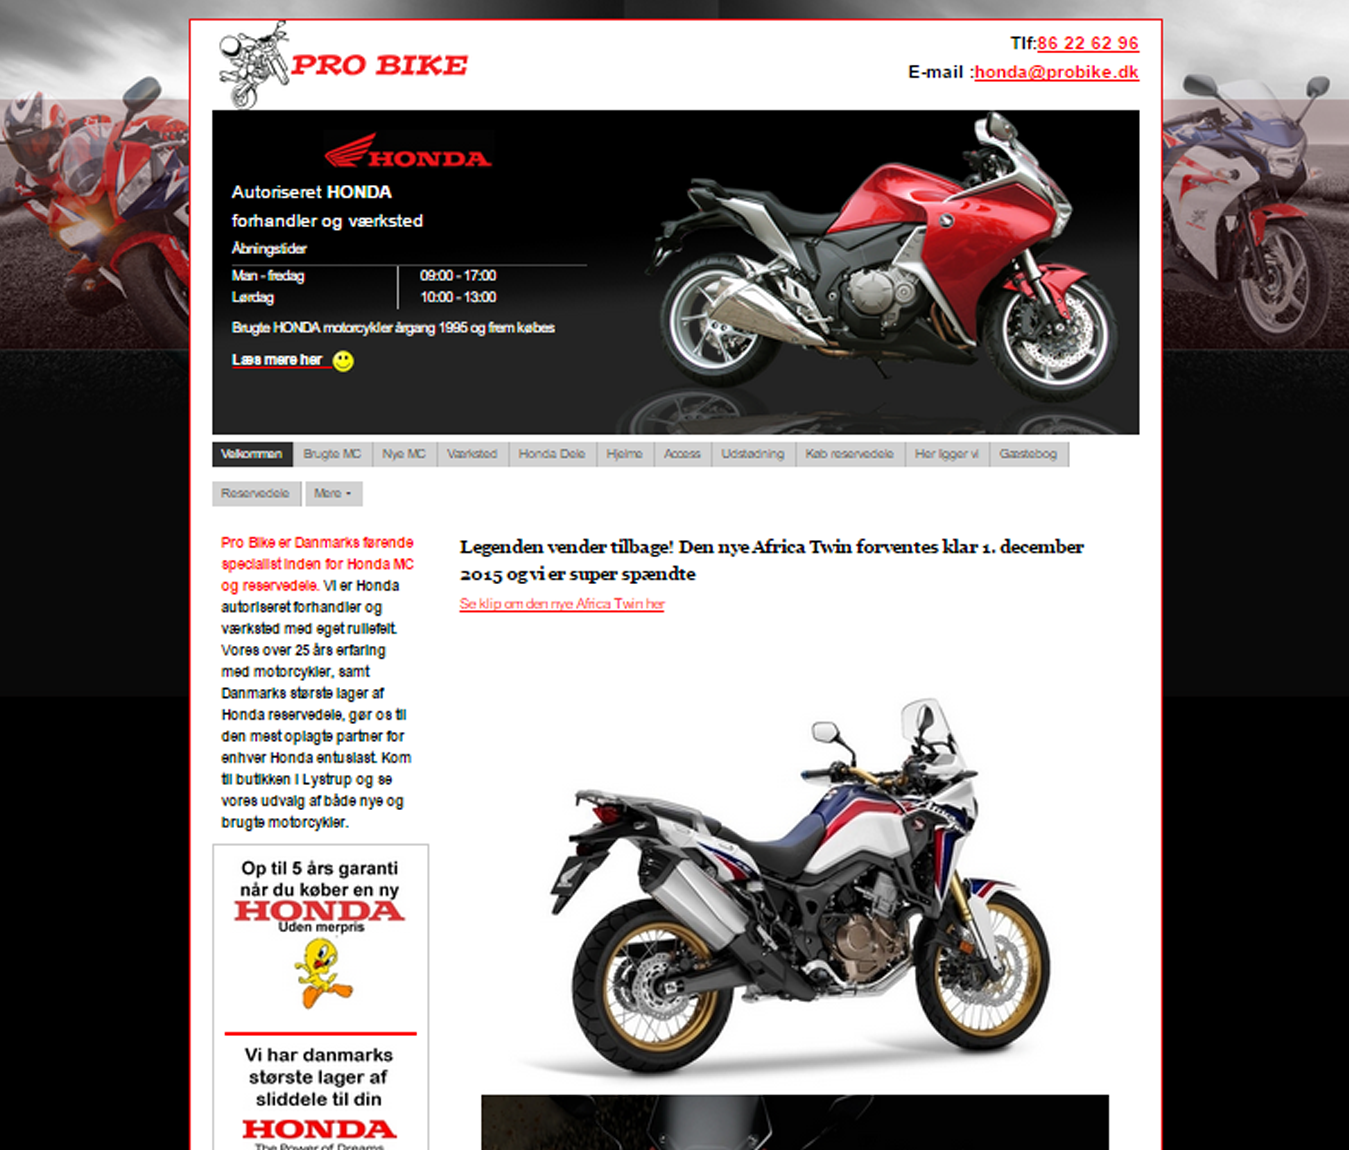 PRO BIKE
Tlf:86 22 62 96
E-mail :honda@probike.dk
HONDA
Autoriseret HONDA
forhandler og værksted
Åbningstider
Man - fredag 09:00 - 17:00
Lørdag 10:00 - 13:00
Brugte HONDA motorcykler årgang 1995 og frem købes
Læs mere her
Velkommen Brugte MC Nye MC Værksted Honda Dele Hjelme Access Udstødning Køb reservedele Her ligger vi Gæstebog
Reservedele Mere
Pro Bike er Danmarks førende
specialist inden for Honda MC
og reservedele. Vi er Honda
autoriseret forhandler og
værksted med eget rullefelt.
Vores over 25 års erfaring
med motorcykler, samt
Danmarks største lager af
Honda reservedele, gør os til
den mest oplagte partner for
enhver Honda entusiast. Kom
til butikken i Lystrup og se
vores udvalg af både nye og
brugte motorcykler.
Op til 5 års garanti
når du køber en ny
HONDA
Uden merpris
Vi har danmarks
største lager af
sliddele til din
HONDA
The Power of Dreams
Legenden vender tilbage! Den nye Africa Twin forventes klar 1. december
2015 og vi er super spændte
Se klip om den nye Africa Twin her